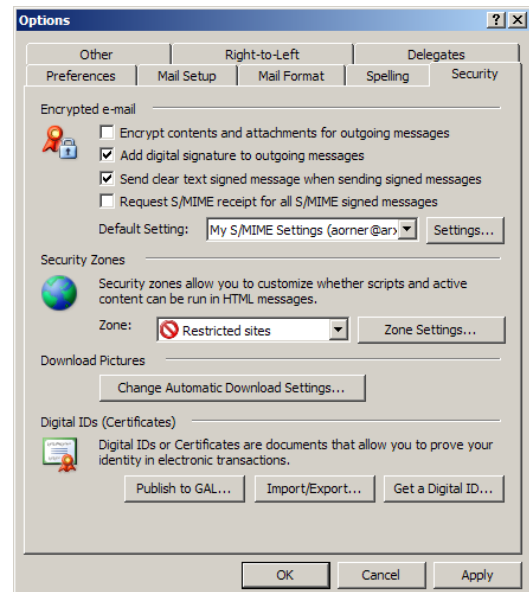 Options
Other Right-to-Left Delegates
Preferences Mail Setup Mail Format Spelling Security
Encrypted e-mail
Encrypt contents and attachments for outgoing messages
Add digital signature to outgoing messages
Send clear text signed message when sending signed messages
Request S/MIME receipt for all S/MIME signed messages
Default Setting: My S/MIME Settings (aorner@arx Settings...
Security Zones
Security zones allow you to customize whether scripts and active
content can be run in HTML messages.
Zone: Restricted sites Zone Settings...
Download Pictures
Change Automatic Download Settings...
Digital IDs (Certificates)
Digital IDs or Certificates are documents that allow you to prove your
identity in electronic transactions.
Publish to GAL... Import/Export... Get a Digital ID...
OK Cancel Apply